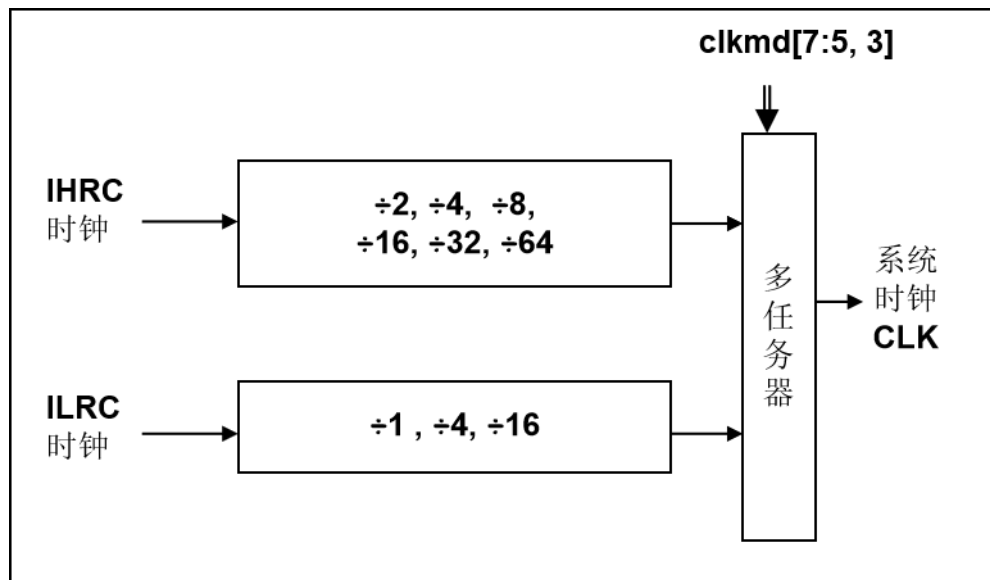 clkmd[7:5, 3]
IHRC
时钟
÷2, ÷4, ÷8,
÷16, ÷32, ÷64
多任务器
系统
时钟
CLK
ILRC
时钟
÷1 , ÷4, ÷16